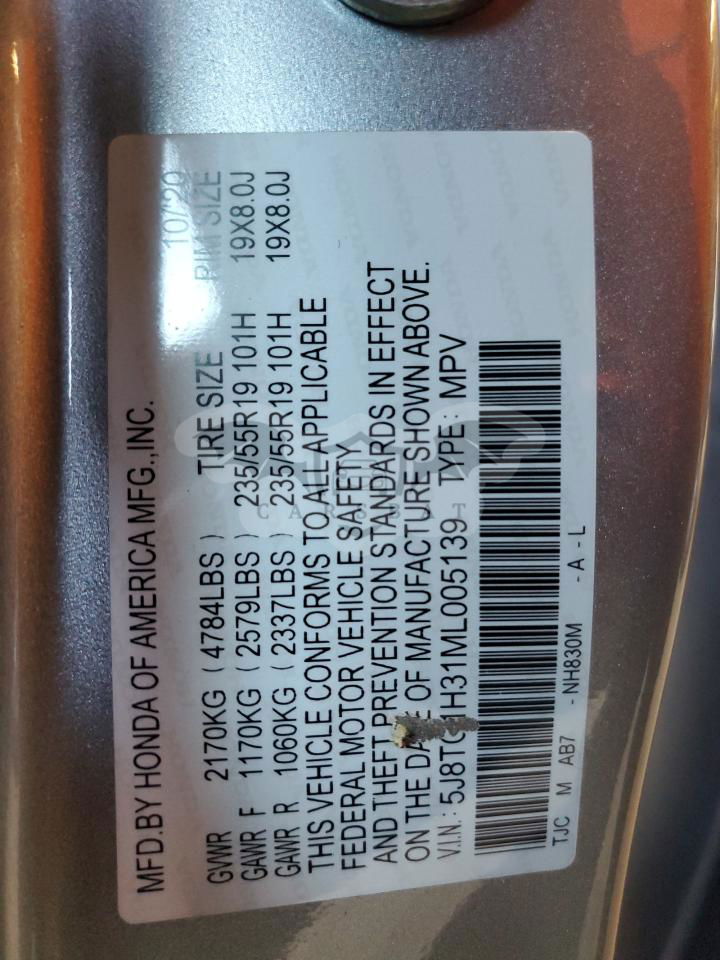 MFD.BY HONDA OF AMERICA MFG.,INC. 10/20
GVWR 2170KG ( 4784LBS ) TIRE SIZE RIM SIZE
GAWR F 1170KG ( 2579LBS ) 235/55R19 101H 19X8.0J
GAWR R 1060KG ( 2337LBS ) 235/55R19 101H 19X8.0J
THIS VEHICLE CONFORMS TO ALL APPLICABLE
FEDERAL MOTOR VEHICLE SAFETY
AND THEFT PREVENTION STANDARDS IN EFFECT
ON THE DATE OF MANUFACTURE SHOWN ABOVE.
V.I.N.: 5J8TC1H31ML005139 TYPE: MPV
TJC M AB7 -NH830M -A-L